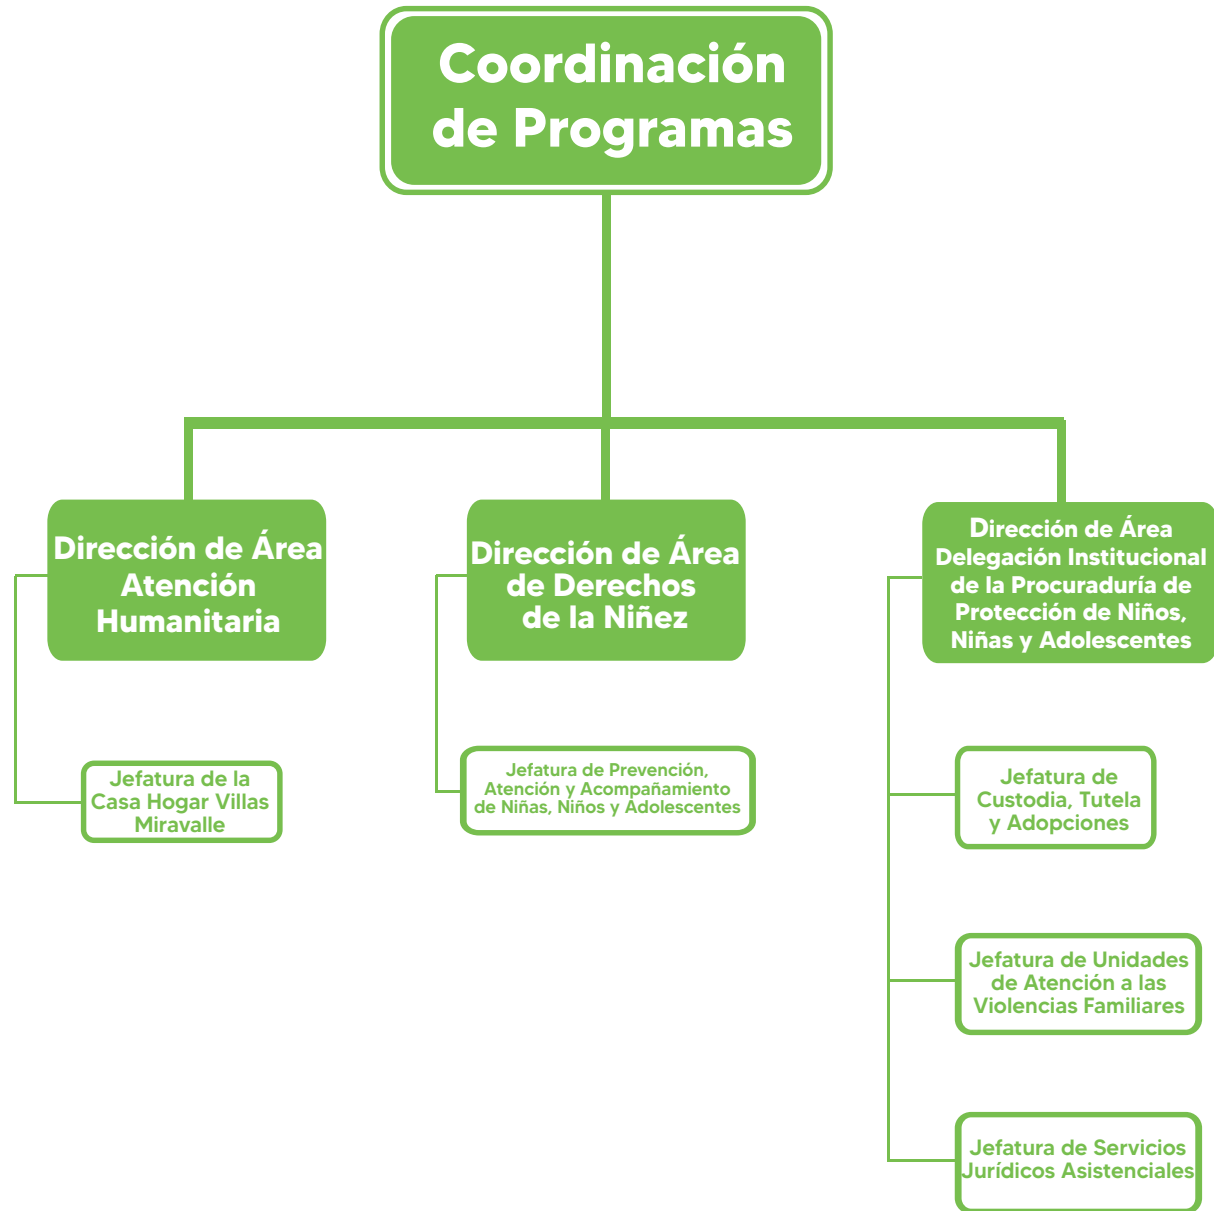 Coordinación
de Programas
Dirección de Área
Atención
Humanitaria
Dirección de Área
de Derechos
de la Niñez
Dirección de Área
Delegación Institucional
de la Procuraduría de
Protección de Niños,
Niñas y Adolescentes
Jefatura de la
Casa Hogar Villas
Miravalle
Jefatura de Prevención,
Atención y Acompañamiento
de Niñas, Niños y Adolescentes
Jefatura de
Custodia, Tutela
y Adopciones
Jefatura de Unidades
de Atención a las
Violencias Familiares
Jefatura de Servicios
Jurídicos Asistenciales